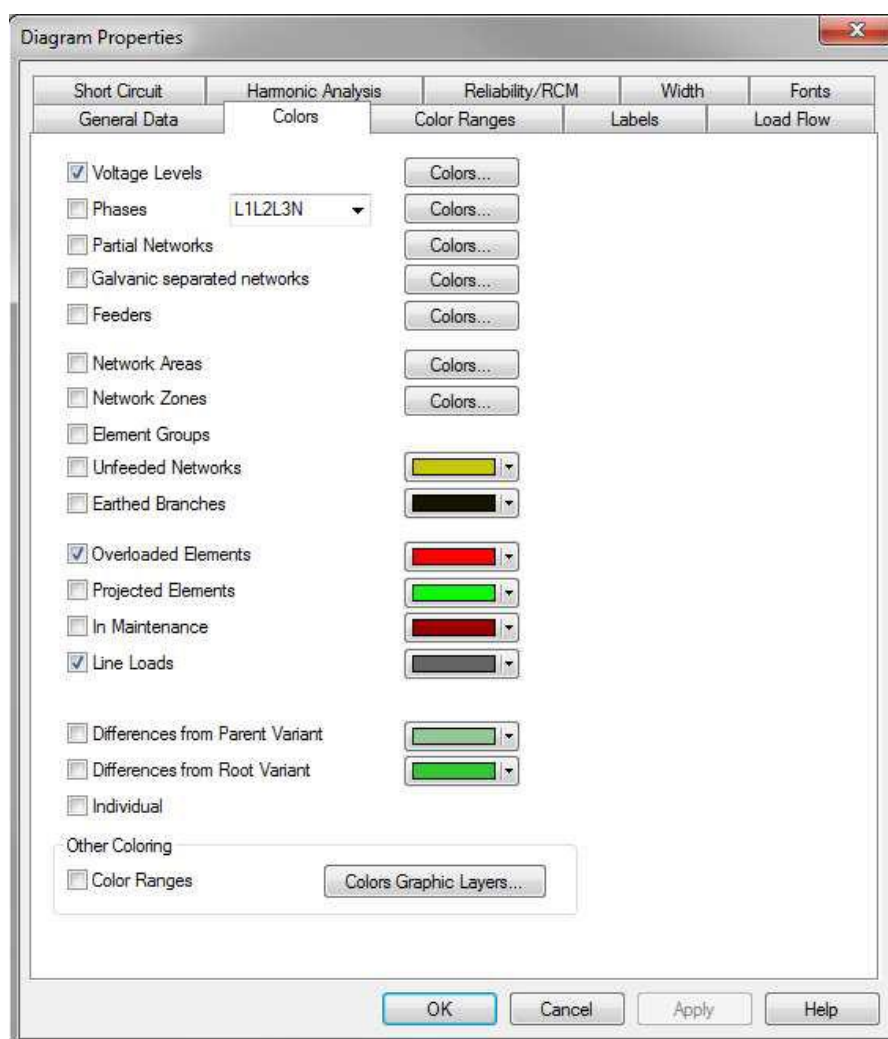 Diagram Properties
Short Circuit Harmonic Analysis Reliability/RCM Width Fonts
General Data Colors Color Ranges Labels Load Flow
Voltage Levels Colors...
Phases L1L2L3N Colors...
Partial Networks Colors...
Galvanic separated networks Colors...
Feeders Colors...
Network Areas Colors...
Network Zones Colors...
Element Groups
Unfeeded Networks
Earthed Branches
Overloaded Elements
Projected Elements
In Maintenance
Line Loads
Differences from Parent Variant
Differences from Root Variant
Individual
Other Coloring
Color Ranges Colors Graphic Layers...
OK Cancel Apply Help